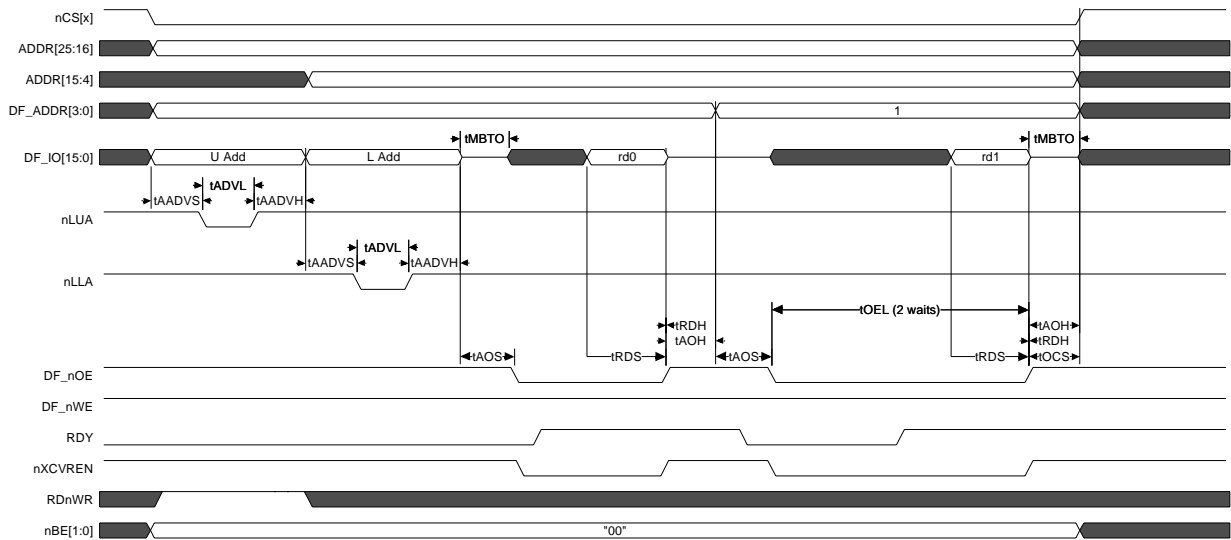 nCS[x]
ADDR[25:16]
ADDR[15:4]
DF_ADDR[3:0] 1
tMBTO tMBTO
DF_IO[15:0] U Add L Add rd0 rd1
tADVL
tAADVS tAADVH
nLUA
tADVL
tAADVS tAADVH
nLLA
tOEL (2 waits)
tRDH tAOH
tAOH tRDH
tAOS tRDS tAOS tRDS tOCS
DF_nOE
DF_nWE
RDY
nXCVREN
RDnWR
nBE[1:0] "00"